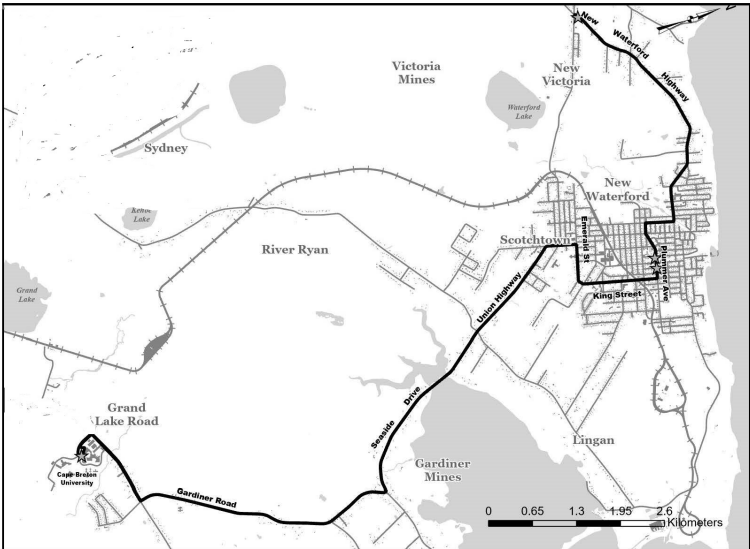 New
Waterford
Highway
Victoria
Mines
New
Victoria
Waterford
Lake
Sydney
New
Waterford
Lake
Emerald St
Scotchtown
Plummer Ave
River Ryan
Grand
Lake
Union Highway
King Street
Seaside
Drive
Grand
Lake Road
Lingan
Cape Breton
University
Gardiner
Mines
Gardiner Road
0 0.65 1.3 1.95 2.6
Kilometers